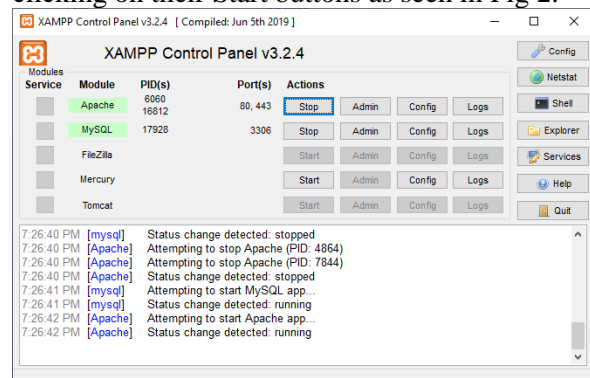 clicking on their Start buttons as seen in Fig 2.
XAMPP Control Panel v3.2.4 [ Compiled: Jun 5th 2019 ]
XAMPP Control Panel v3.2.4
Config
Modules
Service Module PID(s) Port(s) Actions
Netstat
Apache 6060 16812 80, 443 Stop Admin Config Logs
Shell
MySQL 17928 3306 Stop Admin Config Logs
Explorer
FileZilla Start Admin Config Logs
Services
Mercury Start Admin Config Logs
Help
Tomcat Start Admin Config Logs
Quit
7:26:40 PM [mysql] Status change detected: stopped
7:26:40 PM [Apache] Attempting to stop Apache (PID: 4864)
7:26:40 PM [Apache] Attempting to stop Apache (PID: 7844)
7:26:40 PM [Apache] Status change detected: stopped
7:26:41 PM [mysql] Attempting to start MySQL app...
7:26:41 PM [mysql] Status change detected: running
7:26:42 PM [Apache] Attempting to start Apache app...
7:26:42 PM [Apache] Status change detected: running